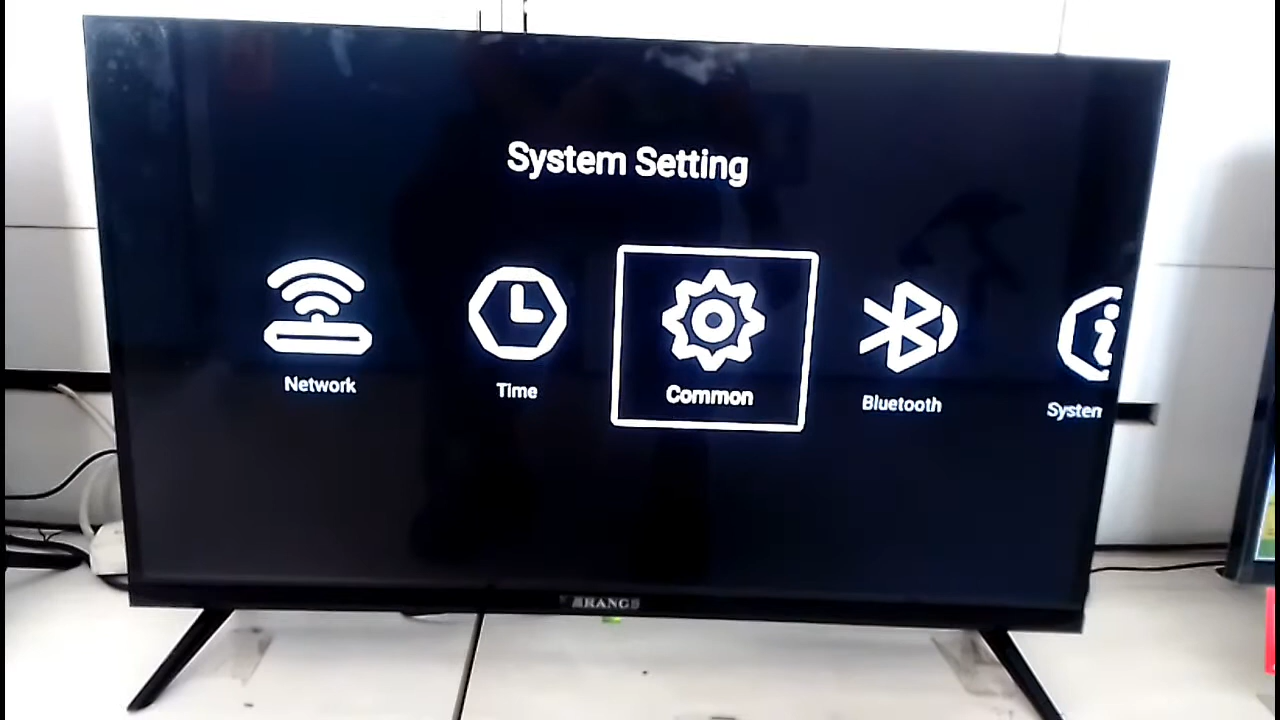 System Setting
Network
Time
Common
Bluetooth
System